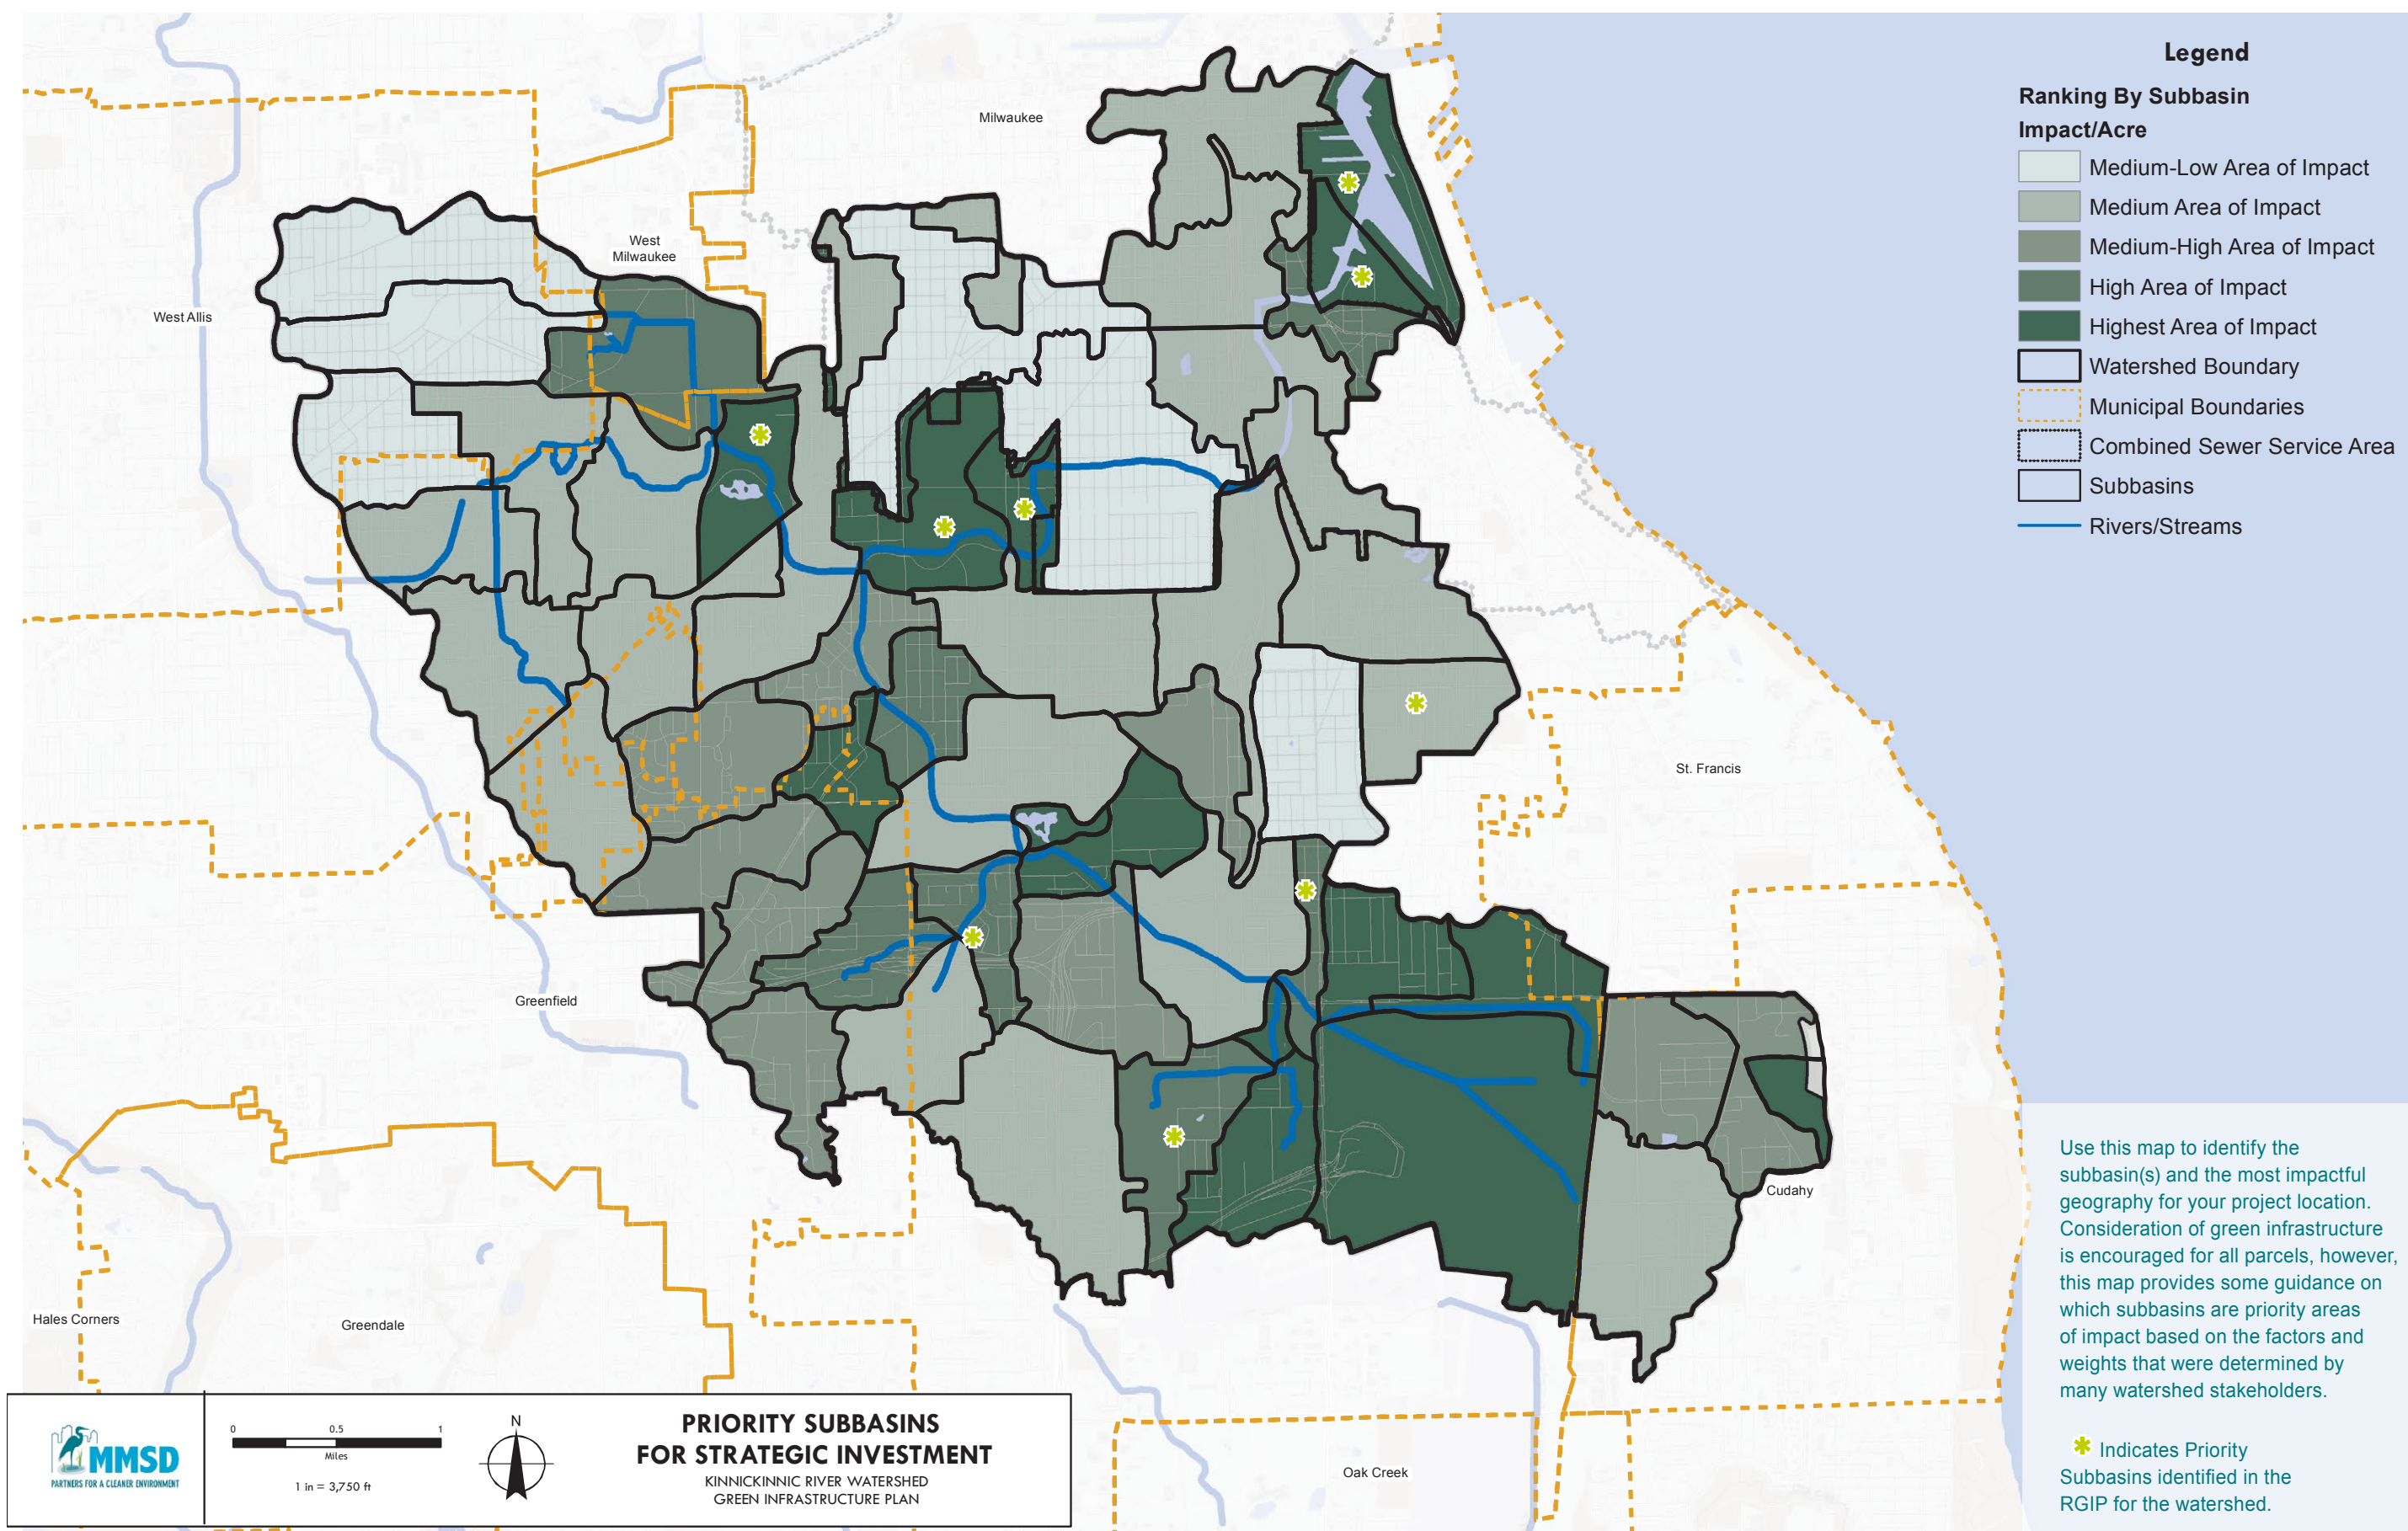 Legend
Ranking By Subbasin
Impact/Acre
Medium-Low Area of Impact
Medium Area of Impact
Medium-High Area of Impact
High Area of Impact
Highest Area of Impact
Watershed Boundary
Municipal Boundaries
Combined Sewer Service Area
Subbasins
Rivers/Streams
Milwaukee
West
Milwaukee
West Allis
St. Francis
Greenfield
Cudahy
Hales Corners
Greendale
Oak Creek
Use this map to identify the
subbasin(s) and the most impactful
geography for your project location.
Consideration of green infrastructure
is encouraged for all parcels, however,
this map provides some guidance on
which subbasins are priority areas
of impact based on the factors and
weights that were determined by
many watershed stakeholders.
Indicates Priority
Subbasins identified in the
RGIP for the watershed.
MMSD
PARTNERS FOR A CLEANER ENVIRONMENT
0 0.5 1
Miles
1 in = 3,750 ft
N
PRIORITY SUBBASINS
FOR STRATEGIC INVESTMENT
KINNICKINNIC RIVER WATERSHED
GREEN INFRASTRUCTURE PLAN